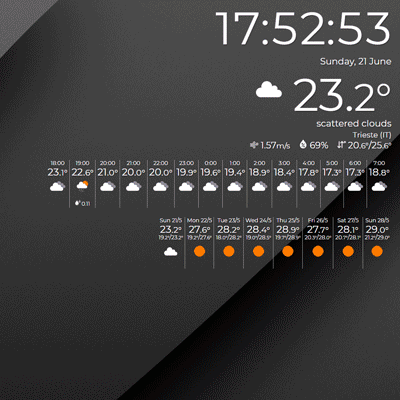 17:52:53
Sunday, 21 June
23.2°
scattered clouds
Trieste (IT)
1.57m/s 69% 20.6°/25.6°
18:00 19:00 20:00 21:00 22:00 23:00 0:00 1:00 2:00 3:00 4:00 5:00 6:00 7:00
23.1° 22.6° 21.0° 20.0° 20.0° 19.9° 19.6° 19.4° 18.9° 18.4° 17.8° 17.3° 17.3° 18.8°
0.11
Sun 21/5 Mon 22/5 Tue 23/5 Wed 24/5 Thu 25/5 Fri 26/5 Sat 27/5 Sun 28/5
23.2° 27.6° 28.2° 28.4° 28.9° 27.7° 28.1° 29.0°
19.2°/23.2° 19.2°/27.6° 18.0°/28.2° 19.0°/28.5° 19.7°/28.9° 20.3°/28.0° 20.7°/28.1° 21.2°/29.0°